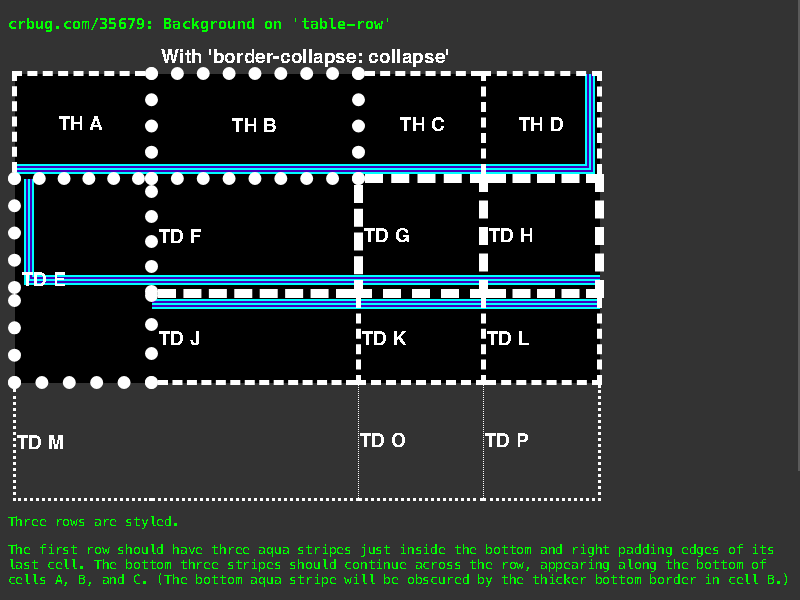 crbug.com/35679: Background on 'table-row'
With 'border-collapse: collapse'
TH A
TH B
TH C
TH D
TD E
TD F
TD G
TD H
TD J
TD K
TD L
TD M
TD O
TD P
Three rows are styled.
The first row should have three aqua stripes just inside the bottom and right padding edges of its
last cell. The bottom three stripes should continue across the row, appearing along the bottom of
cells A, B, and C. (The bottom aqua stripe will be obscured by the thicker bottom border in cell B.)